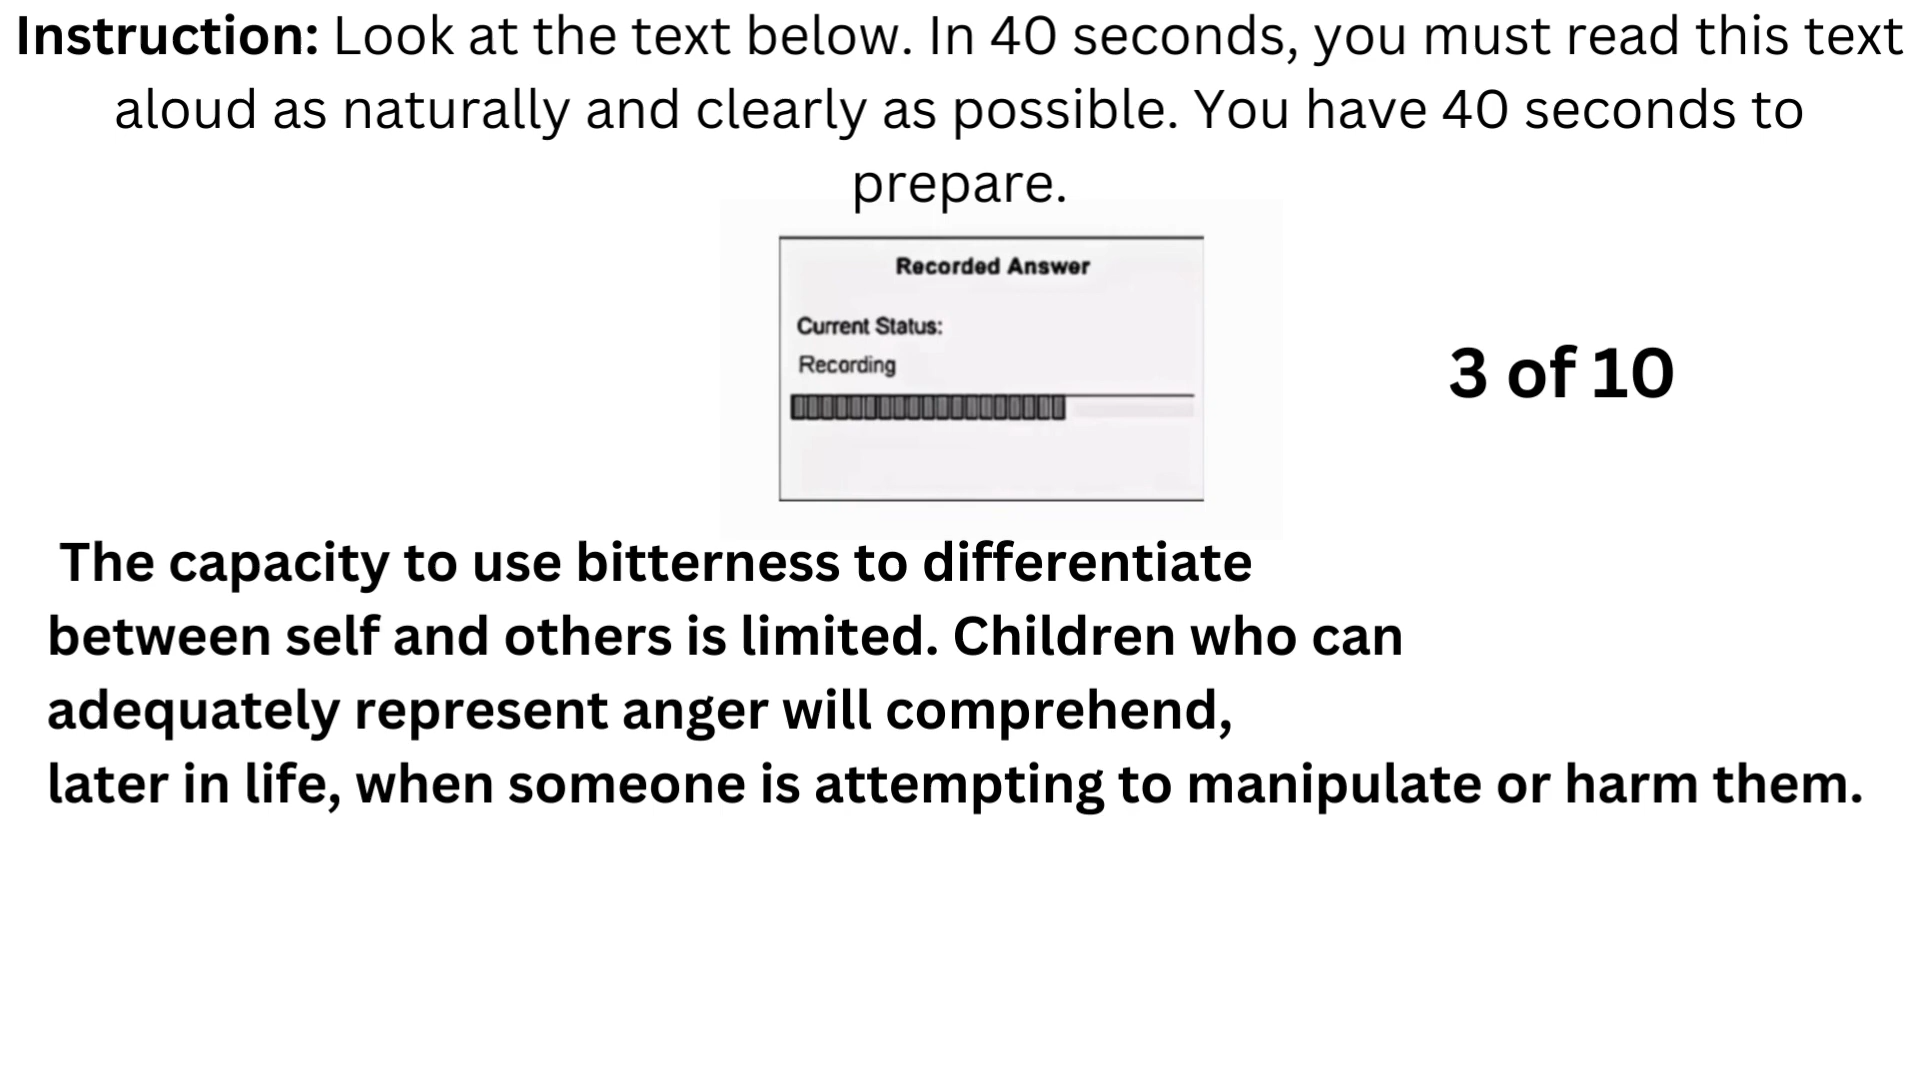 Instruction: Look at the text below. In 40 seconds, you must read this text
aloud as naturally and clearly as possible. You have 40 seconds to
prepare.
Recorded Answer
Current Status:
Recording
3 of 10
The capacity to use bitterness to differentiate
between self and others is limited. Children who can
adequately represent anger will comprehend,
later in life, when someone is attempting to manipulate or harm them.